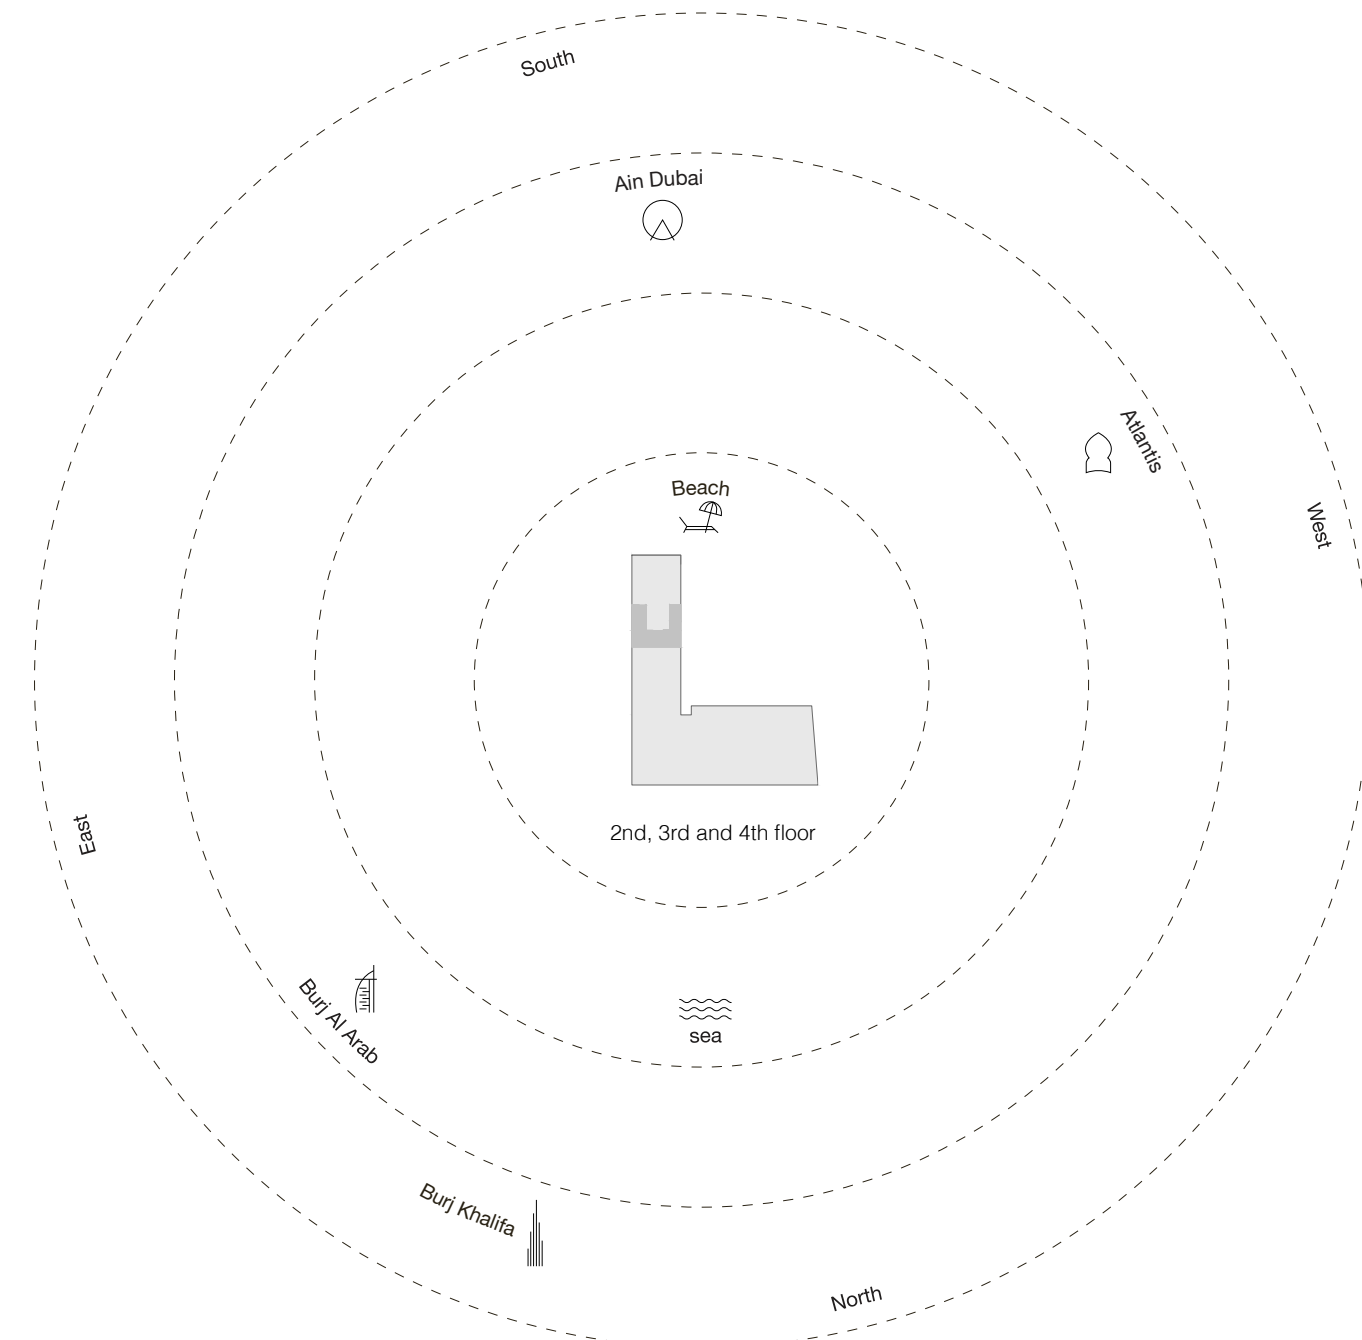 South
Ain Dubai
Atlantis
Beach
West
2nd, 3rd and 4th floor
East
Burj Al Arab
sea
Burj Khalifa
North